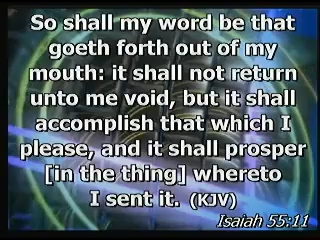 So shall my word be that
goeth forth out of my
mouth: it shall not return
unto me void, but it shall
accomplish that which I
please, and it shall prosper
[in the thing] whereto
I sent it. (KJV)
Isaiah 55:11